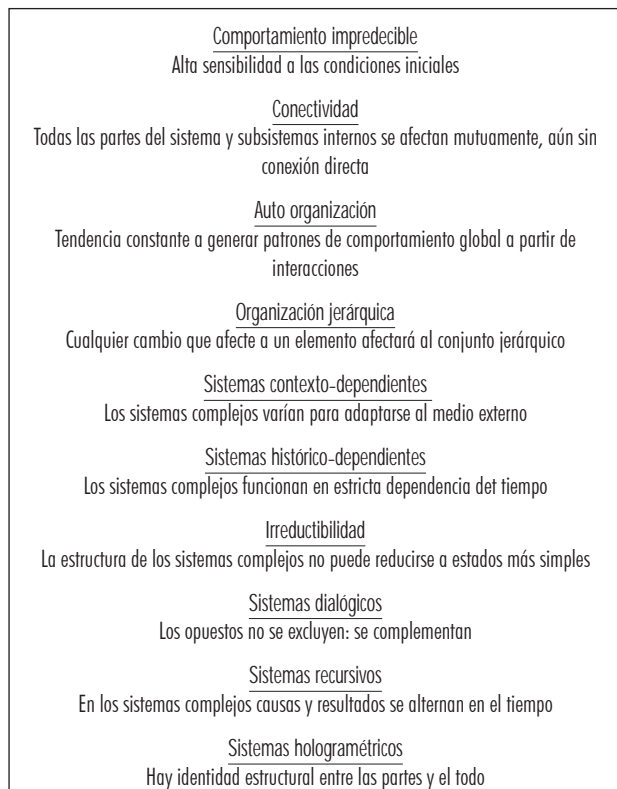 Comportamiento impredecible
Alta sensibilidad a las condiciones iniciales
Conectividad
Todas las partes del sistema y subsistemas internos se afectan mutuamente, aún sin
conexión directa
Auto organización
Tendencia constante a generar patrones de comportamiento global a partir de
interacciones
Organización jerárquica
Cualquier cambio que afecte a un elemento afectará al conjunto jerárquico
Sistemas contexto-dependientes
Los sistemas complejos varían para adaptarse al medio externo
Sistemas histórico-dependientes
Los sistemas complejos funcionan en estricta dependencia det tiempo
Irreductibilidad
La estructura de los sistemas complejos no puede reducirse a estados más simples
Sistemas dialógicos
Los opuestos no se excluyen: se complementan
Sistemas recursivos
En los sistemas complejos causas y resultados se alternan en el tiempo
Sistemas hologramétricos
Hay identidad estructural entre las partes y el todo